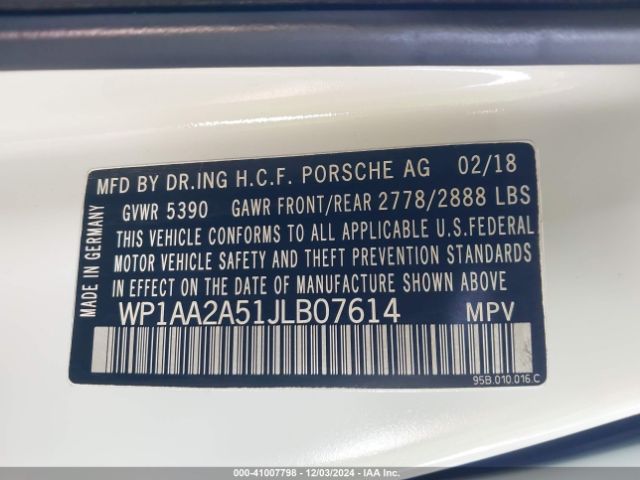 MFD BY DR.ING H.C.F. PORSCHE AG 02/18
GVWR 5390 GAWR FRONT/REAR 2778/2888 LBS
THIS VEHICLE CONFORMS TO ALL APPLICABLE U.S.FEDERAL
MOTOR VEHICLE SAFETY AND THEFT PREVENTION STANDARDS
IN EFFECT ON THE DATE OF MANUFACTURE SHOWN ABOVE
WP1AA2A51JLB07614 MPV
MADE IN GERMANY
95B.010.016.C
000-41007798 - 12/03/2024 - IAA Inc.